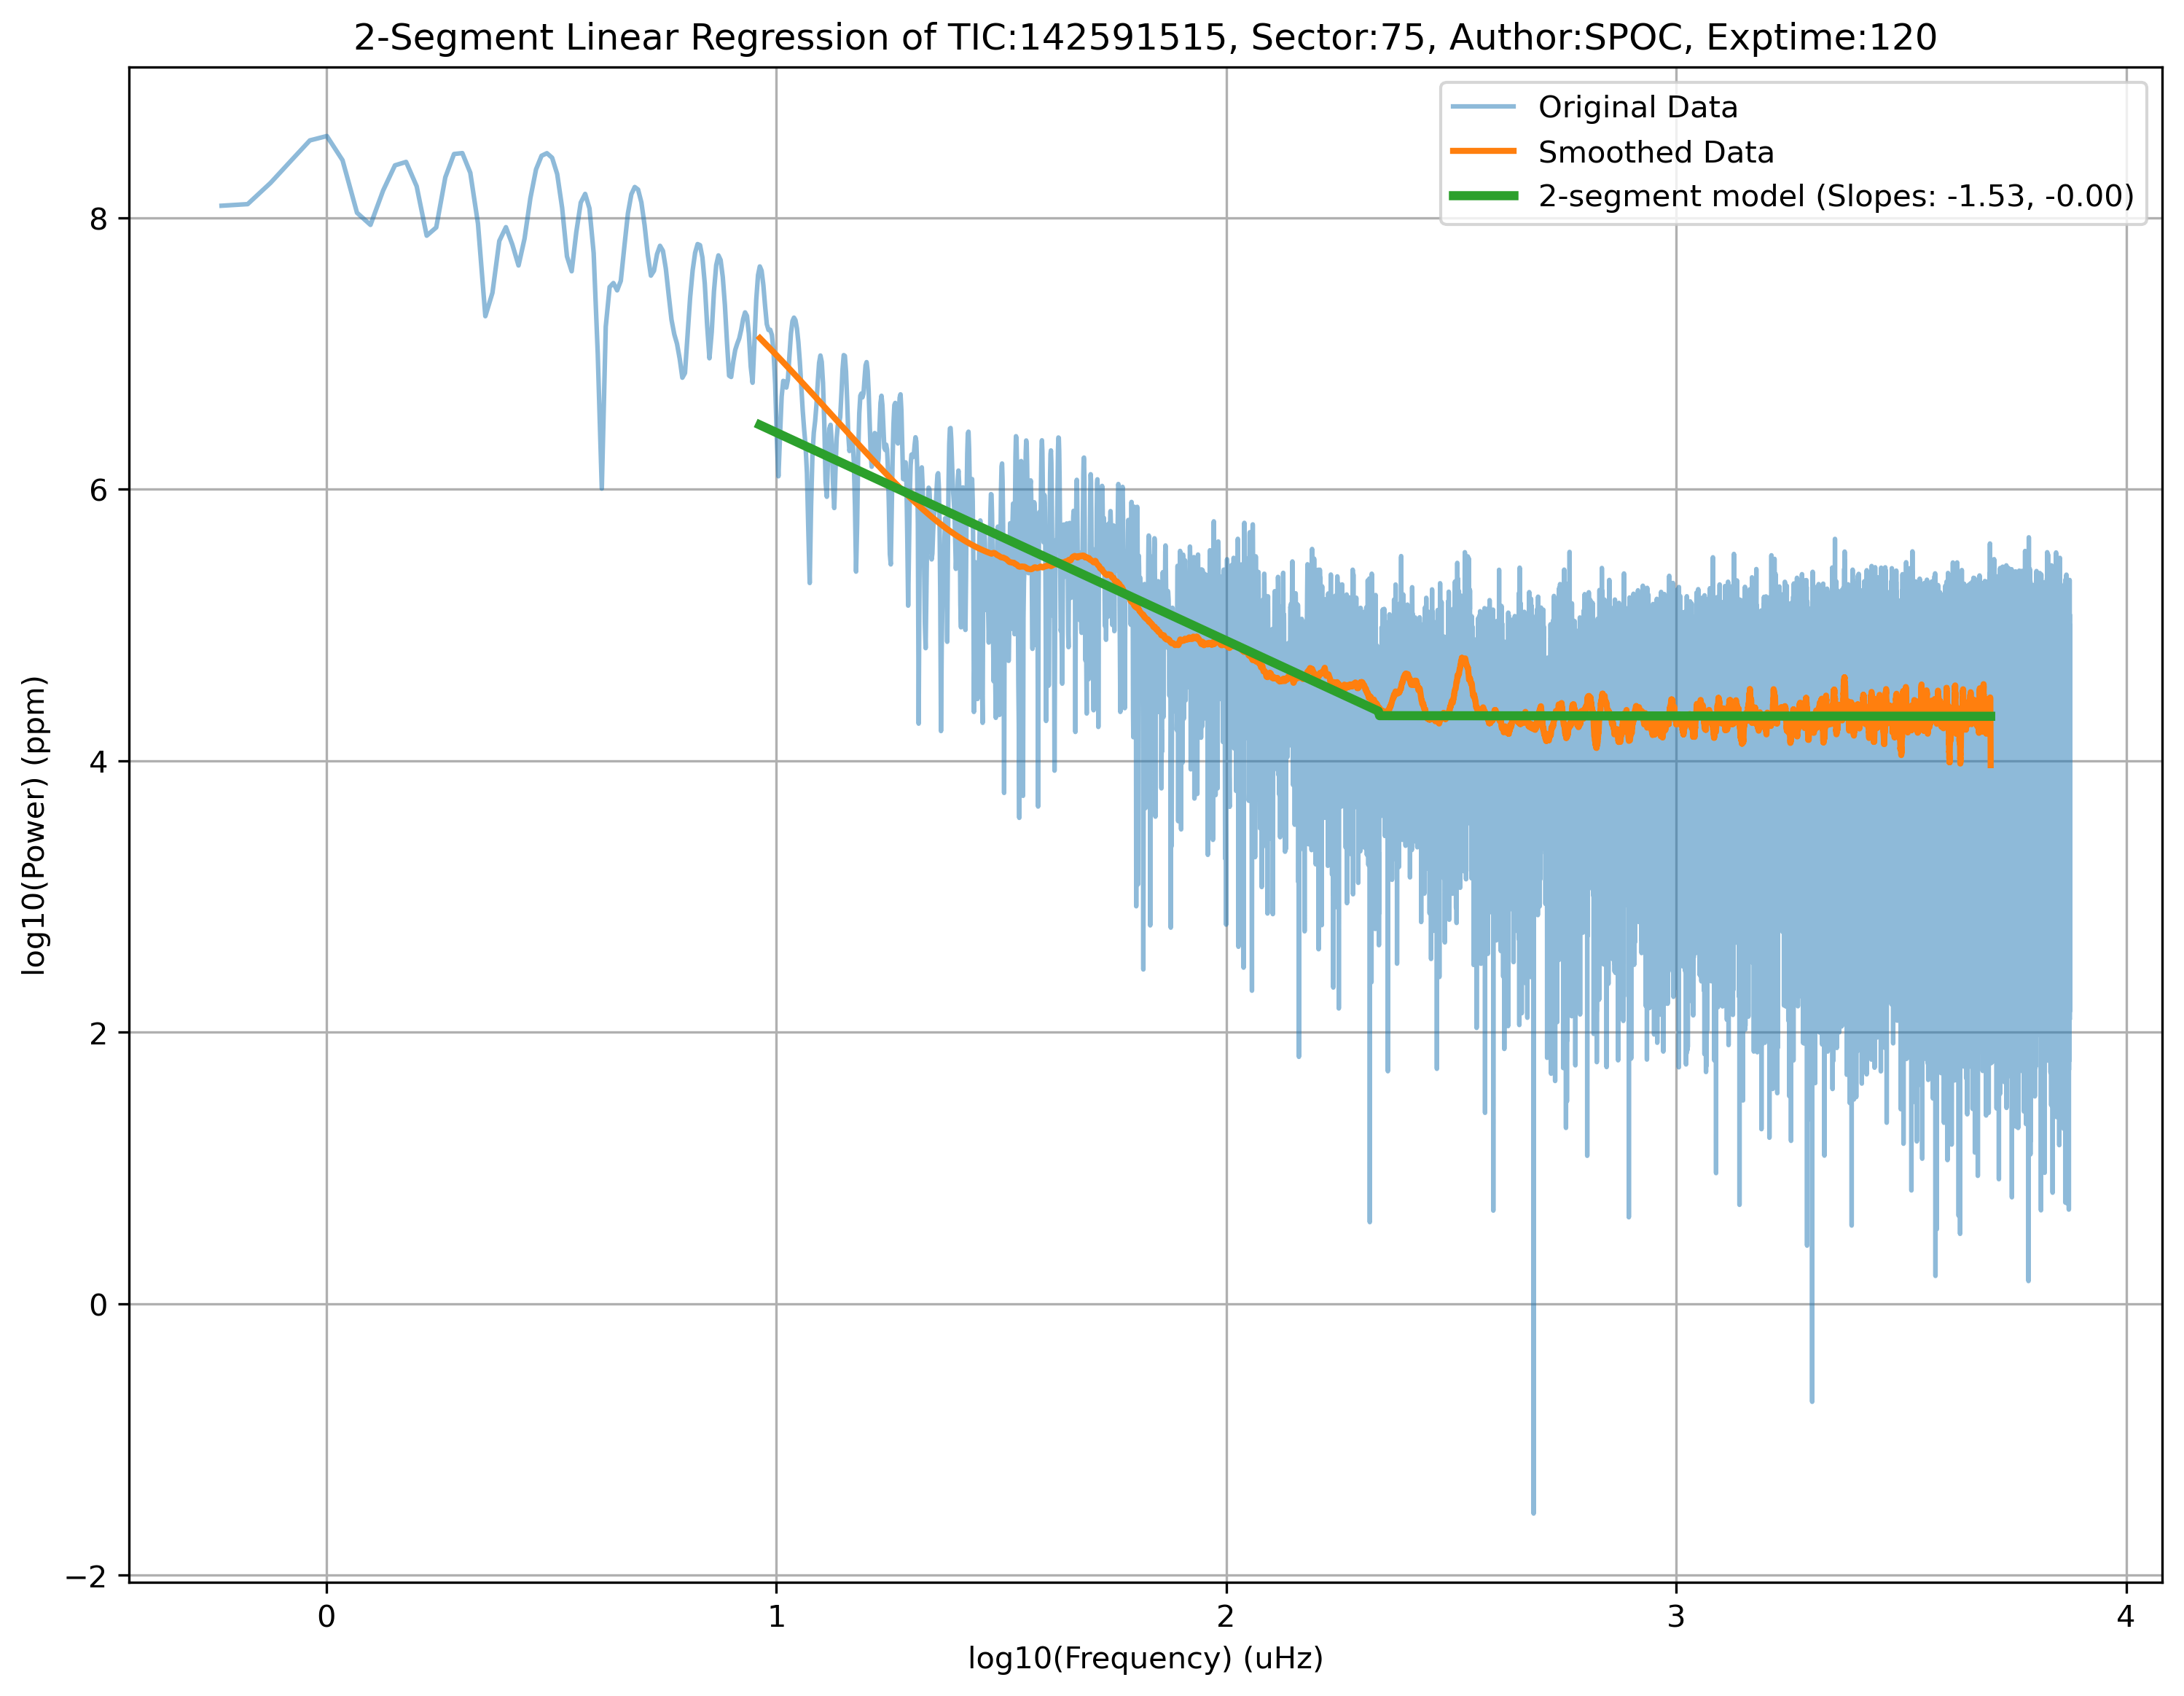 2-Segment Linear Regression of TIC:142591515, Sector:75, Author:SPOC, Exptime:120
Original Data
Smoothed Data
2-segment model (Slopes: -1.53, -0.00)
8
6
4
2
0
−2
log10(Power) (ppm)
0 1 2 3 4
log10(Frequency) (uHz)